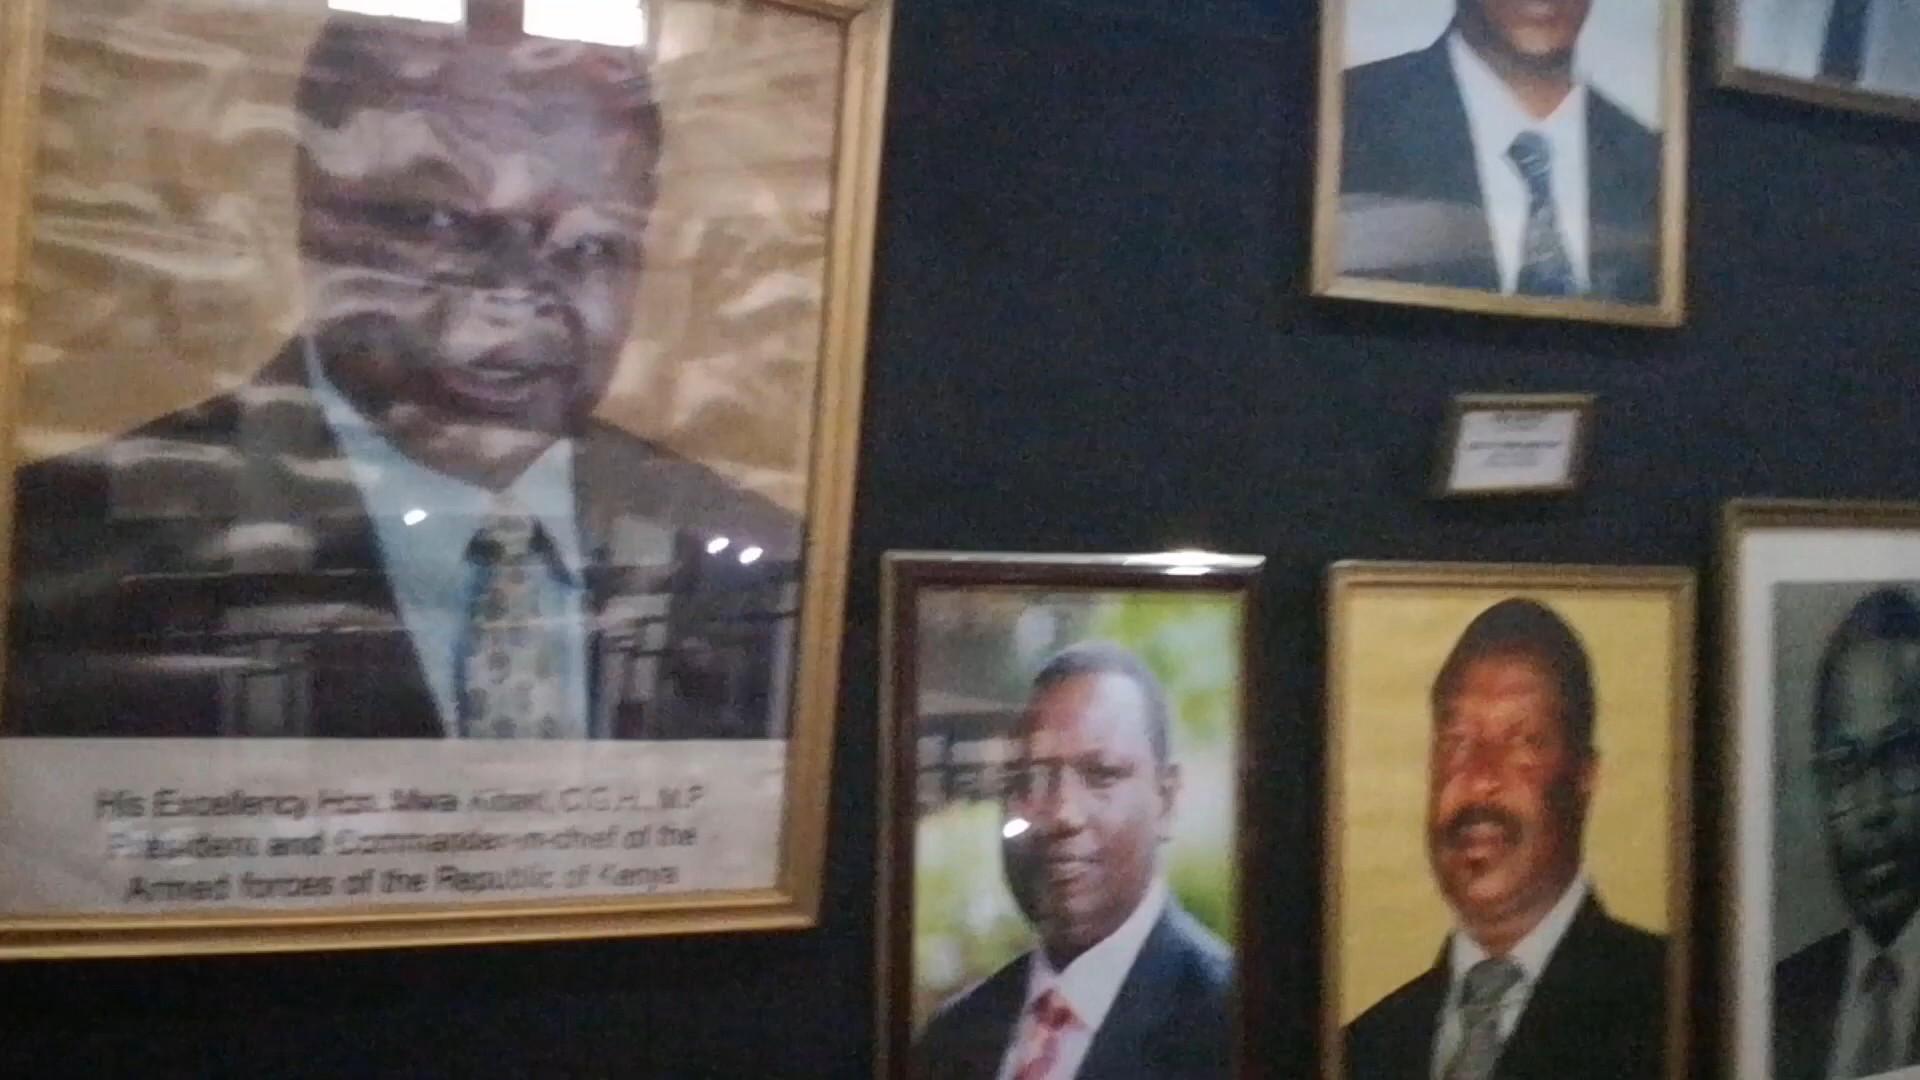 His Excellency Hon. Mwai Kibaki, C.G.H., M.P
President and Commander-in-chief of the
Armed forces of the Republic of Kenya